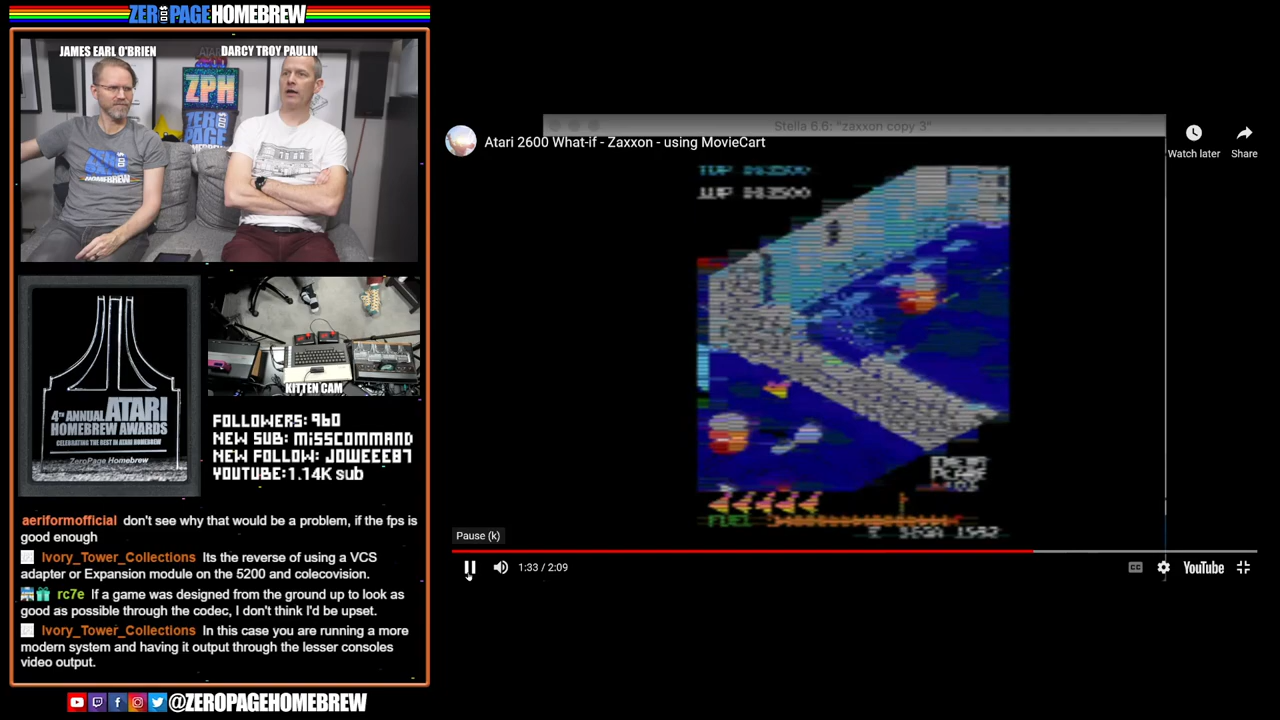 ZEROPAGEHOMEBREW
JAMES EARL O'BRIEN
DARCY TROY PAULIN
ZPH
4TH ANNUAL ATARI
HOMEBREW AWARDS
CELEBRATING THE BEST IN ATARI HOMEBREW
ZeroPage Homebrew
KITTEN CAM
FOLLOWERS: 960
NEW SUB: MISSCOMMAND
NEW FOLLOW: JOWEEE87
YOUTUBE:1.14K sub
aeriformofficial don't see why that would be a problem, if the fps is
good enough
Ivory_Tower_Collections Its the reverse of using a VCS
adapter or Expansion module on the 5200 and colecovision.
rc7e If a game was designed from the ground up to look as
good as possible through the codec, I don't think I'd be upset.
Ivory_Tower_Collections In this case you are running a more
modern system and having it output through the lesser consoles
video output.
@ZEROPAGEHOMEBREW
Stella 6.6: "zaxxon copy 3"
Atari 2600 What-if - Zaxxon - using MovieCart
Watch later
Share
FUEL
Pause (k)
1:33 / 2:09
CC
YouTube